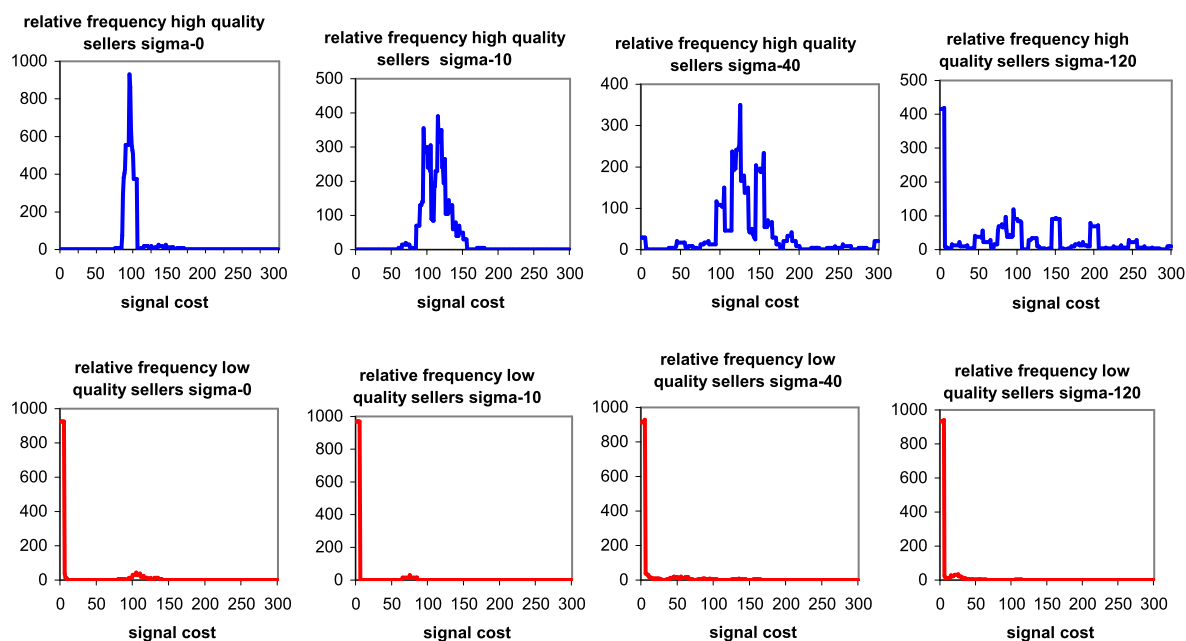 relative frequency high quality
sellers sigma-0
1000
800
600
400
200
0
0 50 100 150 200 250 300
signal cost
relative frequency high quality
sellers sigma-10
500
400
300
200
100
0
0 50 100 150 200 250 300
signal cost
relative frequency high quality
sellers sigma-40
400
300
200
100
0
0 50 100 150 200 250 300
signal cost
relative frequency high
quality sellers sigma-120
500
400
300
200
100
0
0 50 100 150 200 250 300
signal cost
relative frequency low
quality sellers sigma-0
1000
800
600
400
200
0
0 50 100 150 200 250 300
signal cost
relative frequency low
quality sellers sigma-10
1000
800
600
400
200
0
0 50 100 150 200 250 300
signal cost
relative frequency low
quality sellers sigma-40
1000
800
600
400
200
0
0 50 100 150 200 250 300
signal cost
relative frequency low
quality sellers sigma-120
1000
800
600
400
200
0
0 50 100 150 200 250 300
signal cost